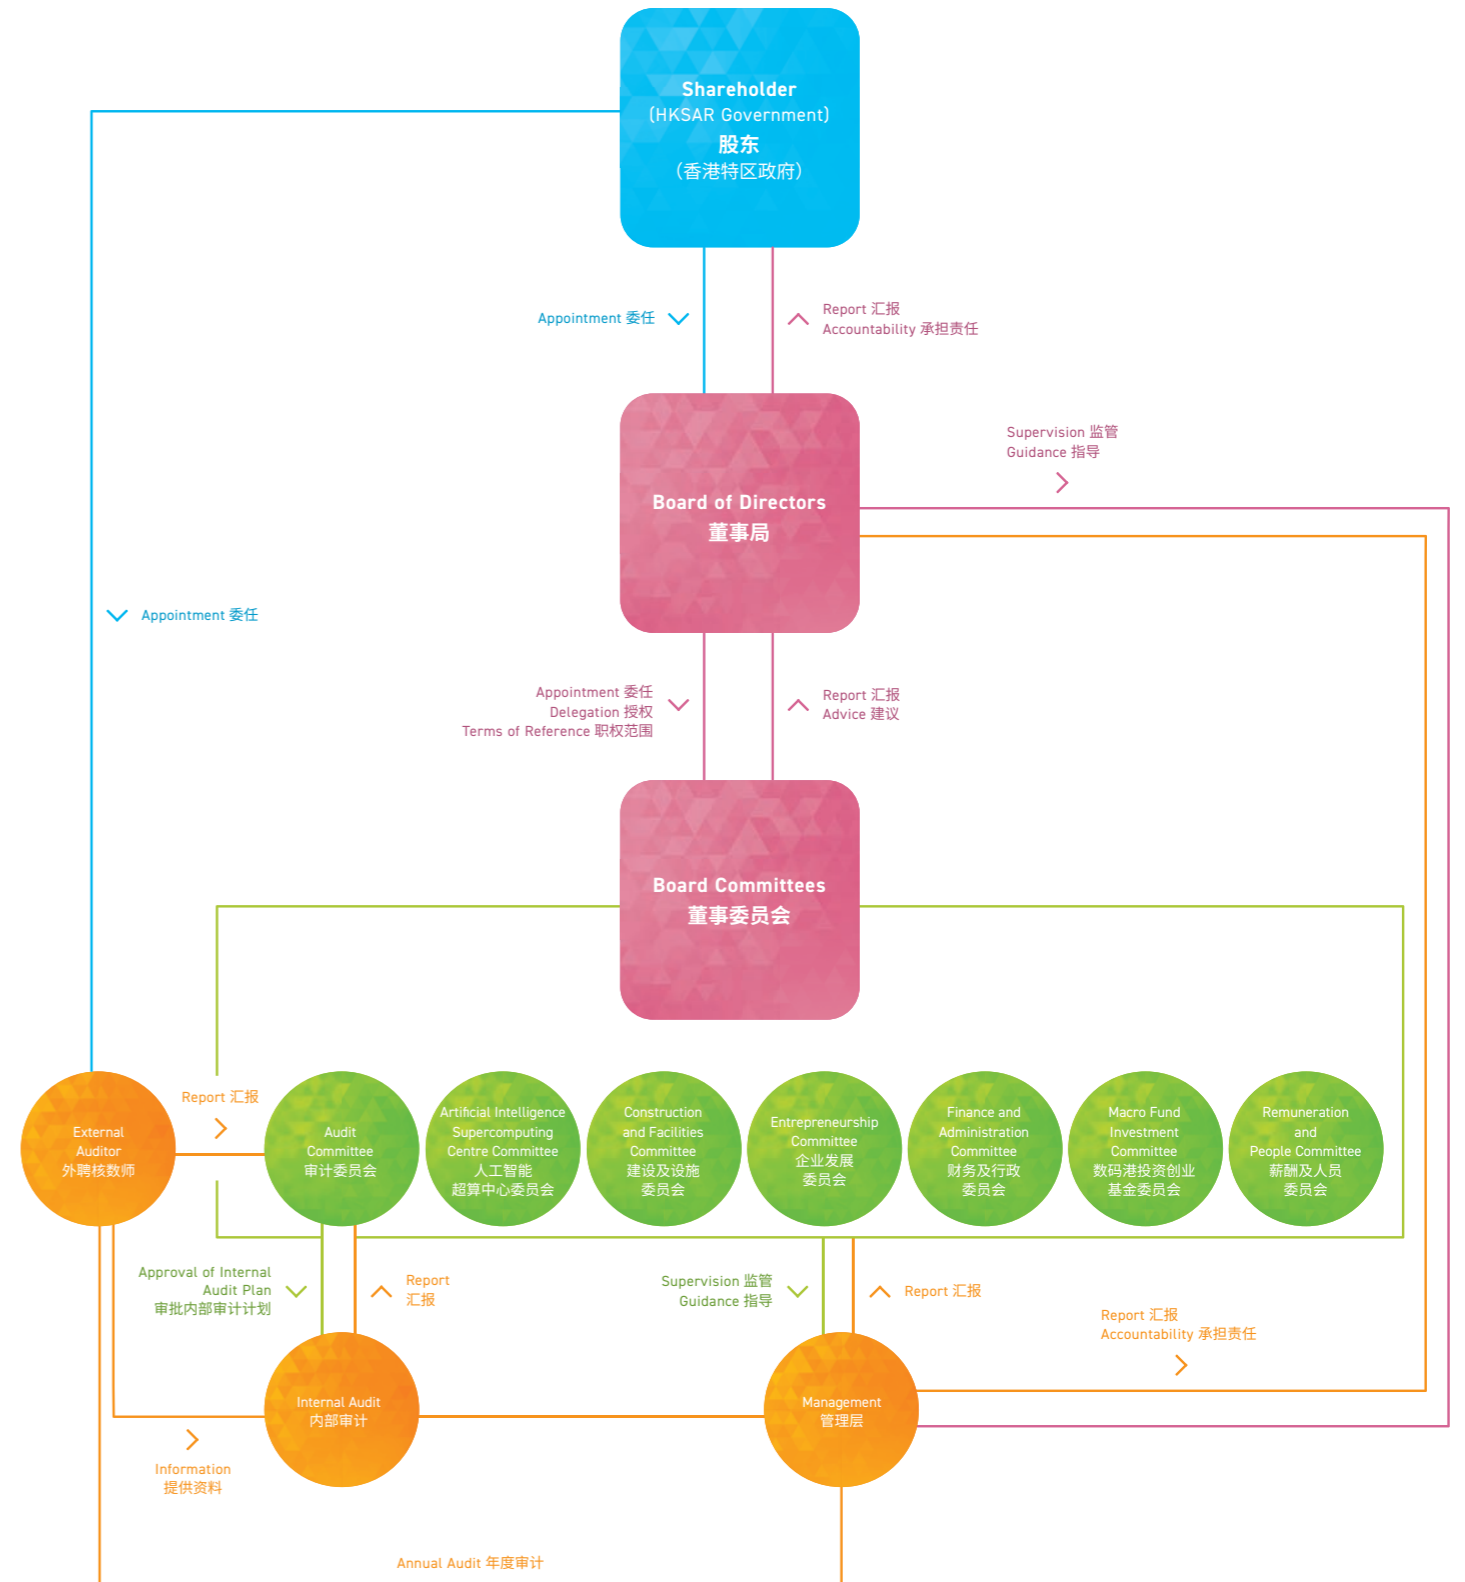 Shareholder
(HKSAR Government)
股东
（香港特区政府）
Appointment 委任
Report 汇报
Accountability 承担责任
Supervision 监管
Guidance 指导
Board of Directors
董事局
Appointment 委任
Appointment 委任
Delegation 授权
Terms of Reference 职权范围
Report 汇报
Advice 建议
Board Committees
董事委员会
External
Auditor
外聘核数师
Report 汇报
Audit
Committee
审计委员会
Artificial Intelligence
Supercomputing
Centre Committee
人工智能
超算中心委员会
Construction
and Facilities
Committee
建设及设施
委员会
Entrepreneurship
Committee
企业发展
委员会
Finance and
Administration
Committee
财务及行政
委员会
Macro Fund
Investment
Committee
数码港投资创业
基金委员会
Remuneration
and
People Committee
薪酬及人员
委员会
Approval of Internal
Audit Plan
审批内部审计计划
Report
汇报
Supervision 监管
Guidance 指导
Report 汇报
Report 汇报
Accountability 承担责任
Internal Audit
内部审计
Management
管理层
Information
提供资料
Annual Audit 年度审计